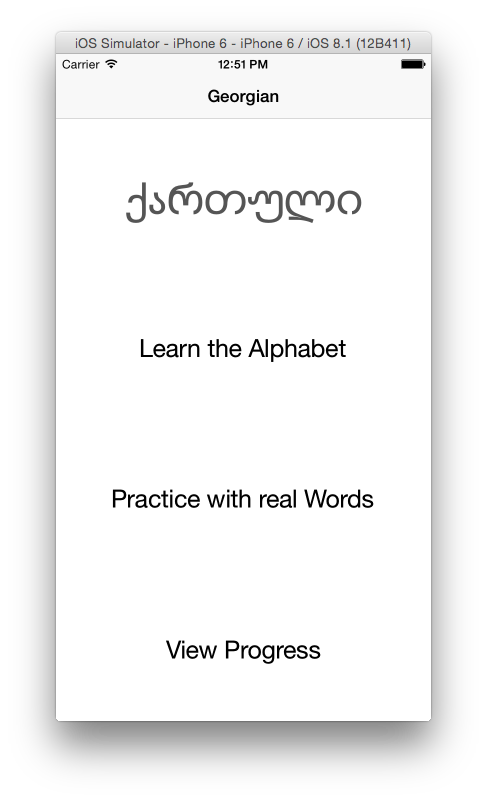 iOS Simulator - iPhone 6 - iPhone 6 / iOS 8.1 (12B411)
Carrier 12:51 PM
Georgian
ქართული
Learn the Alphabet
Practice with real Words
View Progress